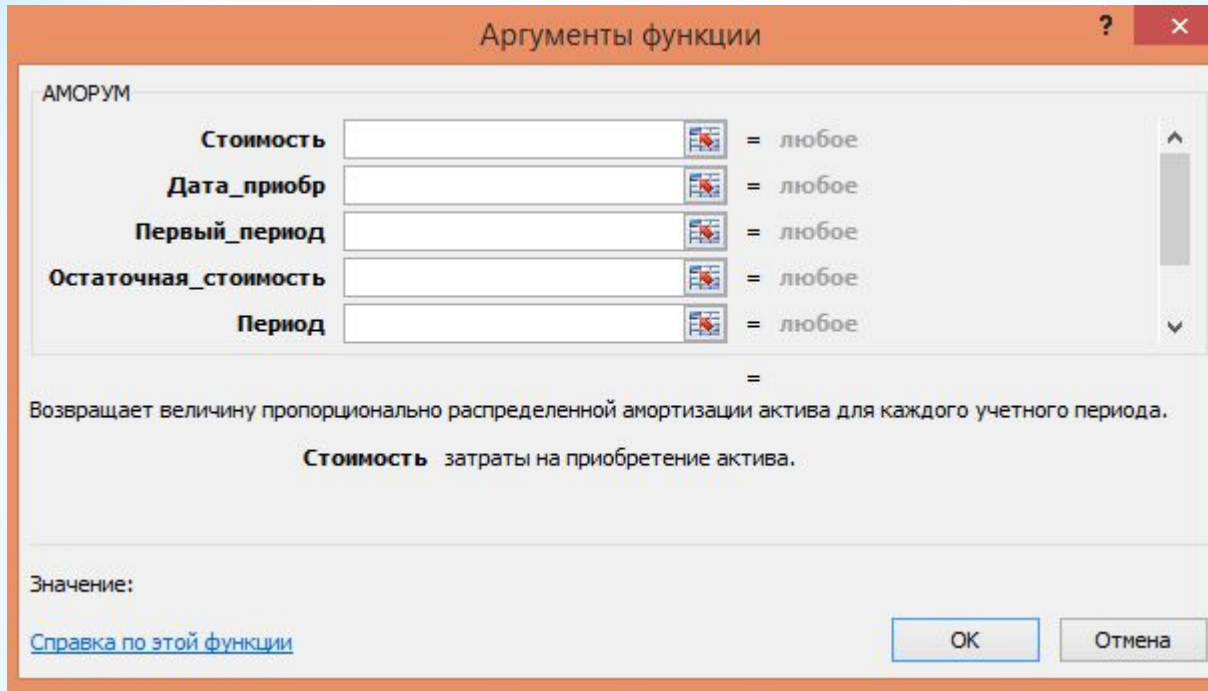 Аргументы функции
?
×
АМОРУМ
Стоимость = любое
Дата_приобр = любое
Первый_период = любое
Остаточная_стоимость = любое
Период = любое
=
Возвращает величину пропорционально распределенной амортизации актива для каждого учетного периода.
Стоимость затраты на приобретение актива.
Значение:
Справка по этой функции
ОК
Отмена